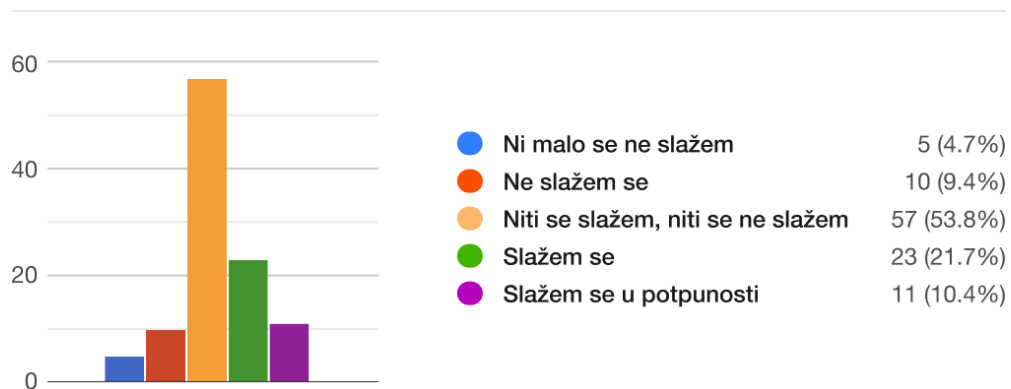 60
40
20
0
Ni malo se ne slažem 5 (4.7%)
Ne slažem se 10 (9.4%)
Niti se slažem, niti se ne slažem 57 (53.8%)
Slažem se 23 (21.7%)
Slažem se u potpunosti 11 (10.4%)